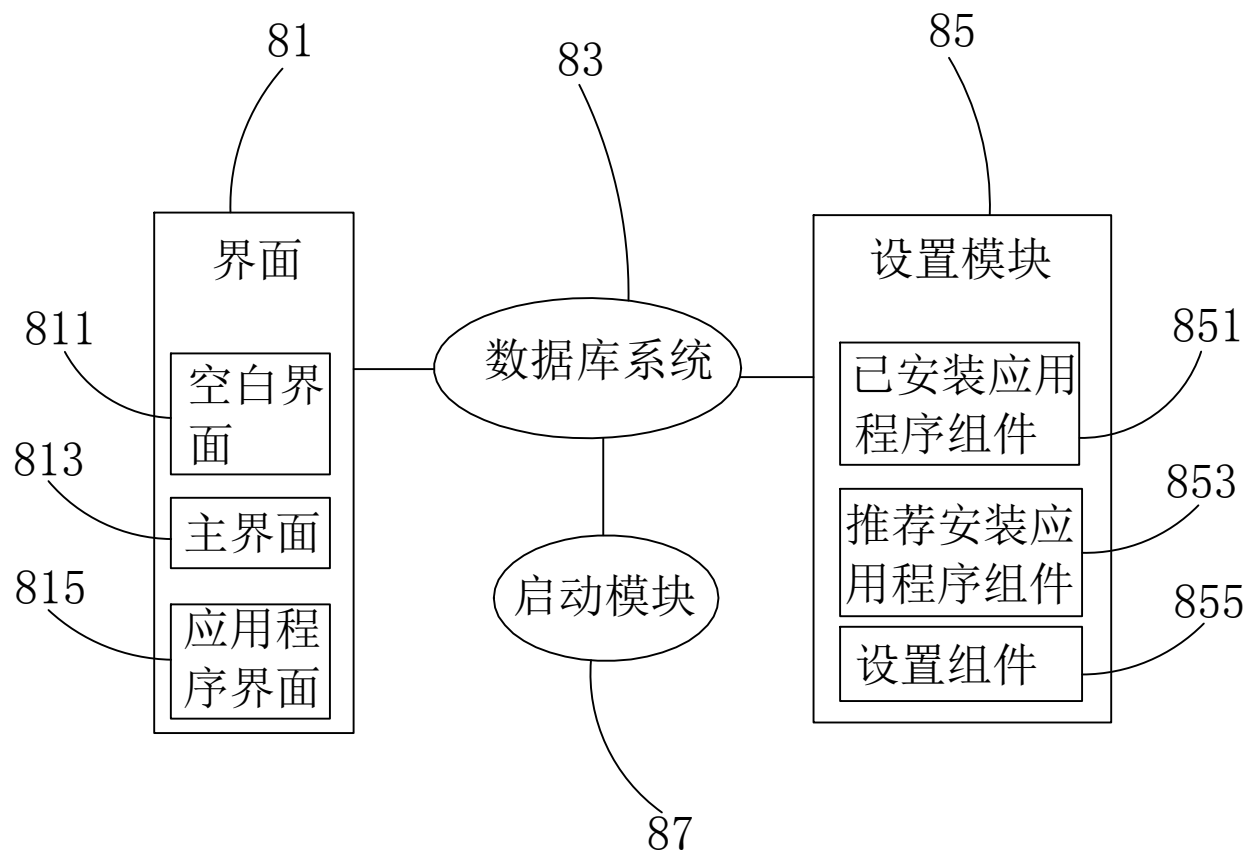 81
83
85
界面
设置模块
811
空白界
面
813
主界面
815
应用程
序界面
数据库系统
启动模块
87
已安装应用
程序组件
851
推荐安装应
用程序组件
853
设置组件
855